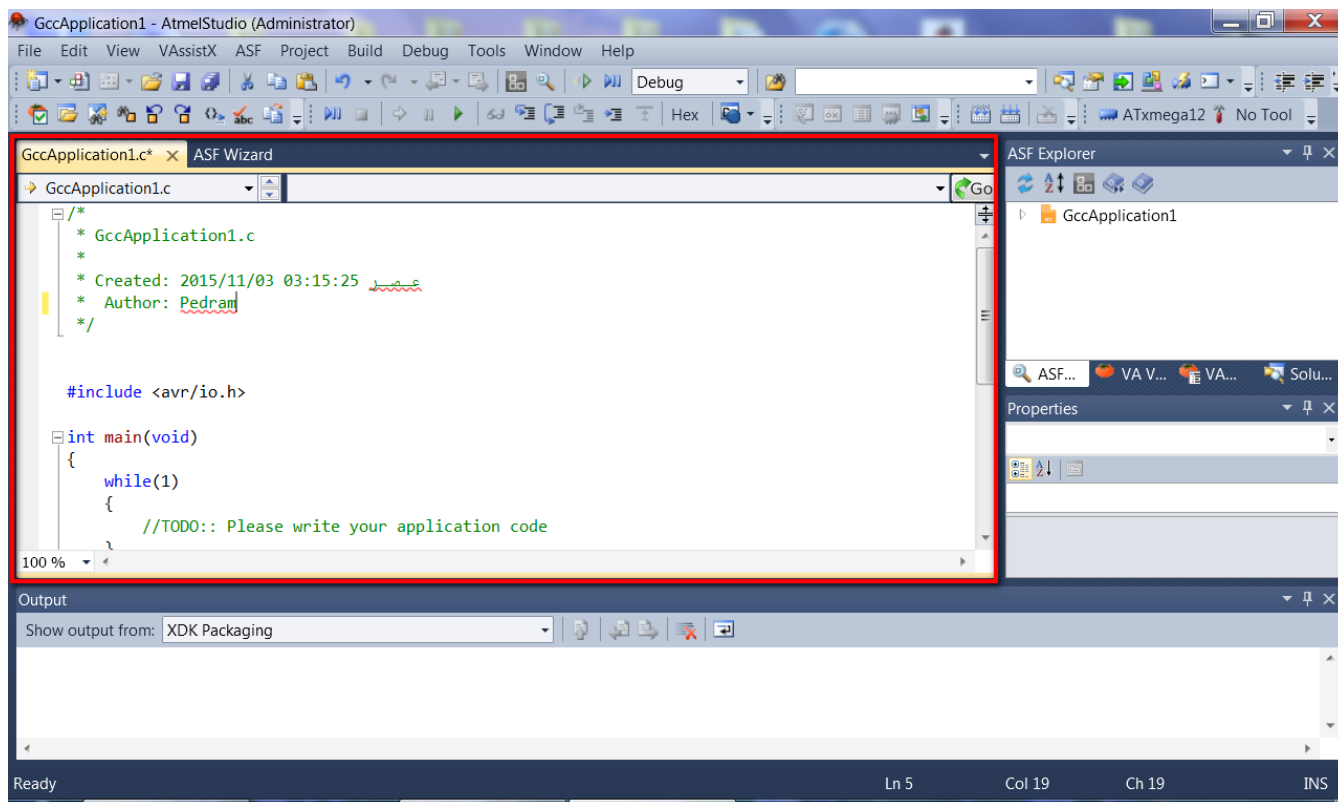 GccApplication1 - AtmelStudio (Administrator)
File Edit View VAssistX ASF Project Build Debug Tools Window Help
Debug
Hex ATxmega12 No Tool
GccApplication1.c* ASF Wizard
GccApplication1.c Go
/*
* GccApplication1.c
*
* Created: 2015/11/03 03:15:25 عصر
* Author: Pedram
*/
#include <avr/io.h>
int main(void)
{
while(1)
{
//TODO:: Please write your application code
}
100 %
ASF Explorer
GccApplication1
ASF... VA V... VA... Solu...
Properties
Output
Show output from: XDK Packaging
Ready Ln 5 Col 19 Ch 19 INS